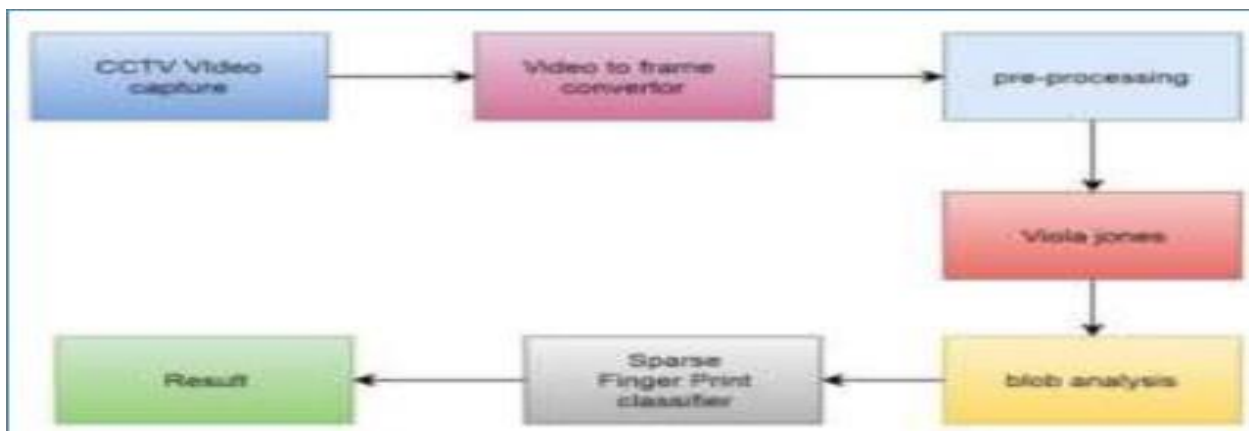 CCTV Video
capture
Video to frame
convertor
pre-processing
Viola jones
blob analysis
Sparse
Finger Print
classifier
Result